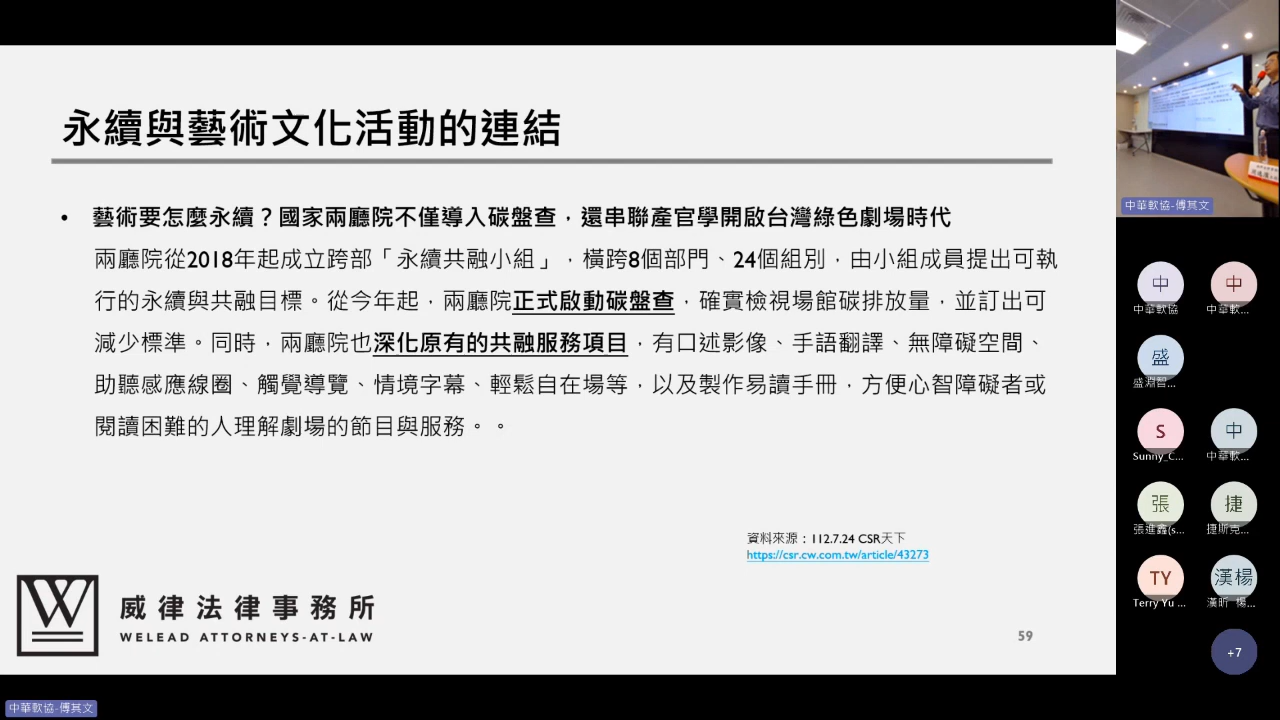 永續與藝術文化活動的連結
• 藝術要怎麼永續？國家兩廳院不僅導入碳盤查，還串聯產官學開啟台灣綠色劇場時代
兩廳院從2018年起成立跨部「永續共融小組」，橫跨8個部門、24個組別，由小組成員提出可執
行的永續與共融目標。從今年起，兩廳院正式啟動碳盤查，確實檢視場館碳排放量，並訂出可
減少標準。同時，兩廳院也深化原有的共融服務項目，有口述影像、手語翻譯、無障礙空間、
助聽感應線圈、觸覺導覽、情境字幕、輕鬆自在場等，以及製作易讀手冊，方便心智障礙者或
閱讀困難的人理解劇場的節目與服務。。
資料來源：112.7.24 CSR天下
https://csr.cw.com.tw/article/43273
W
威律法律事務所
WELEAD ATTORNEYS-AT-LAW
59
中華軟協-傅其文
中華軟協-傅其文
中
中華軟協
中
中華軟...
盛
盛淵智...
S
Sunny_C...
中
中華軟...
張
張進鑫(s...
捷
捷斯克...
TY
Terry Yu ...
漢楊
漢昕 楊...
+7